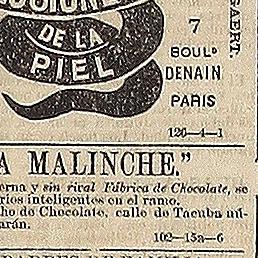 DE LA
PIEL
7
BOULD
DENAIN
PARIS
126—4—1
A MALINCHE."
erna y sin rival Fábrica de Chocolate, se
rios inteligentes en el ramo.
ho de Chocolate, calle de Tacuba nú-
arán.
102—15a—6